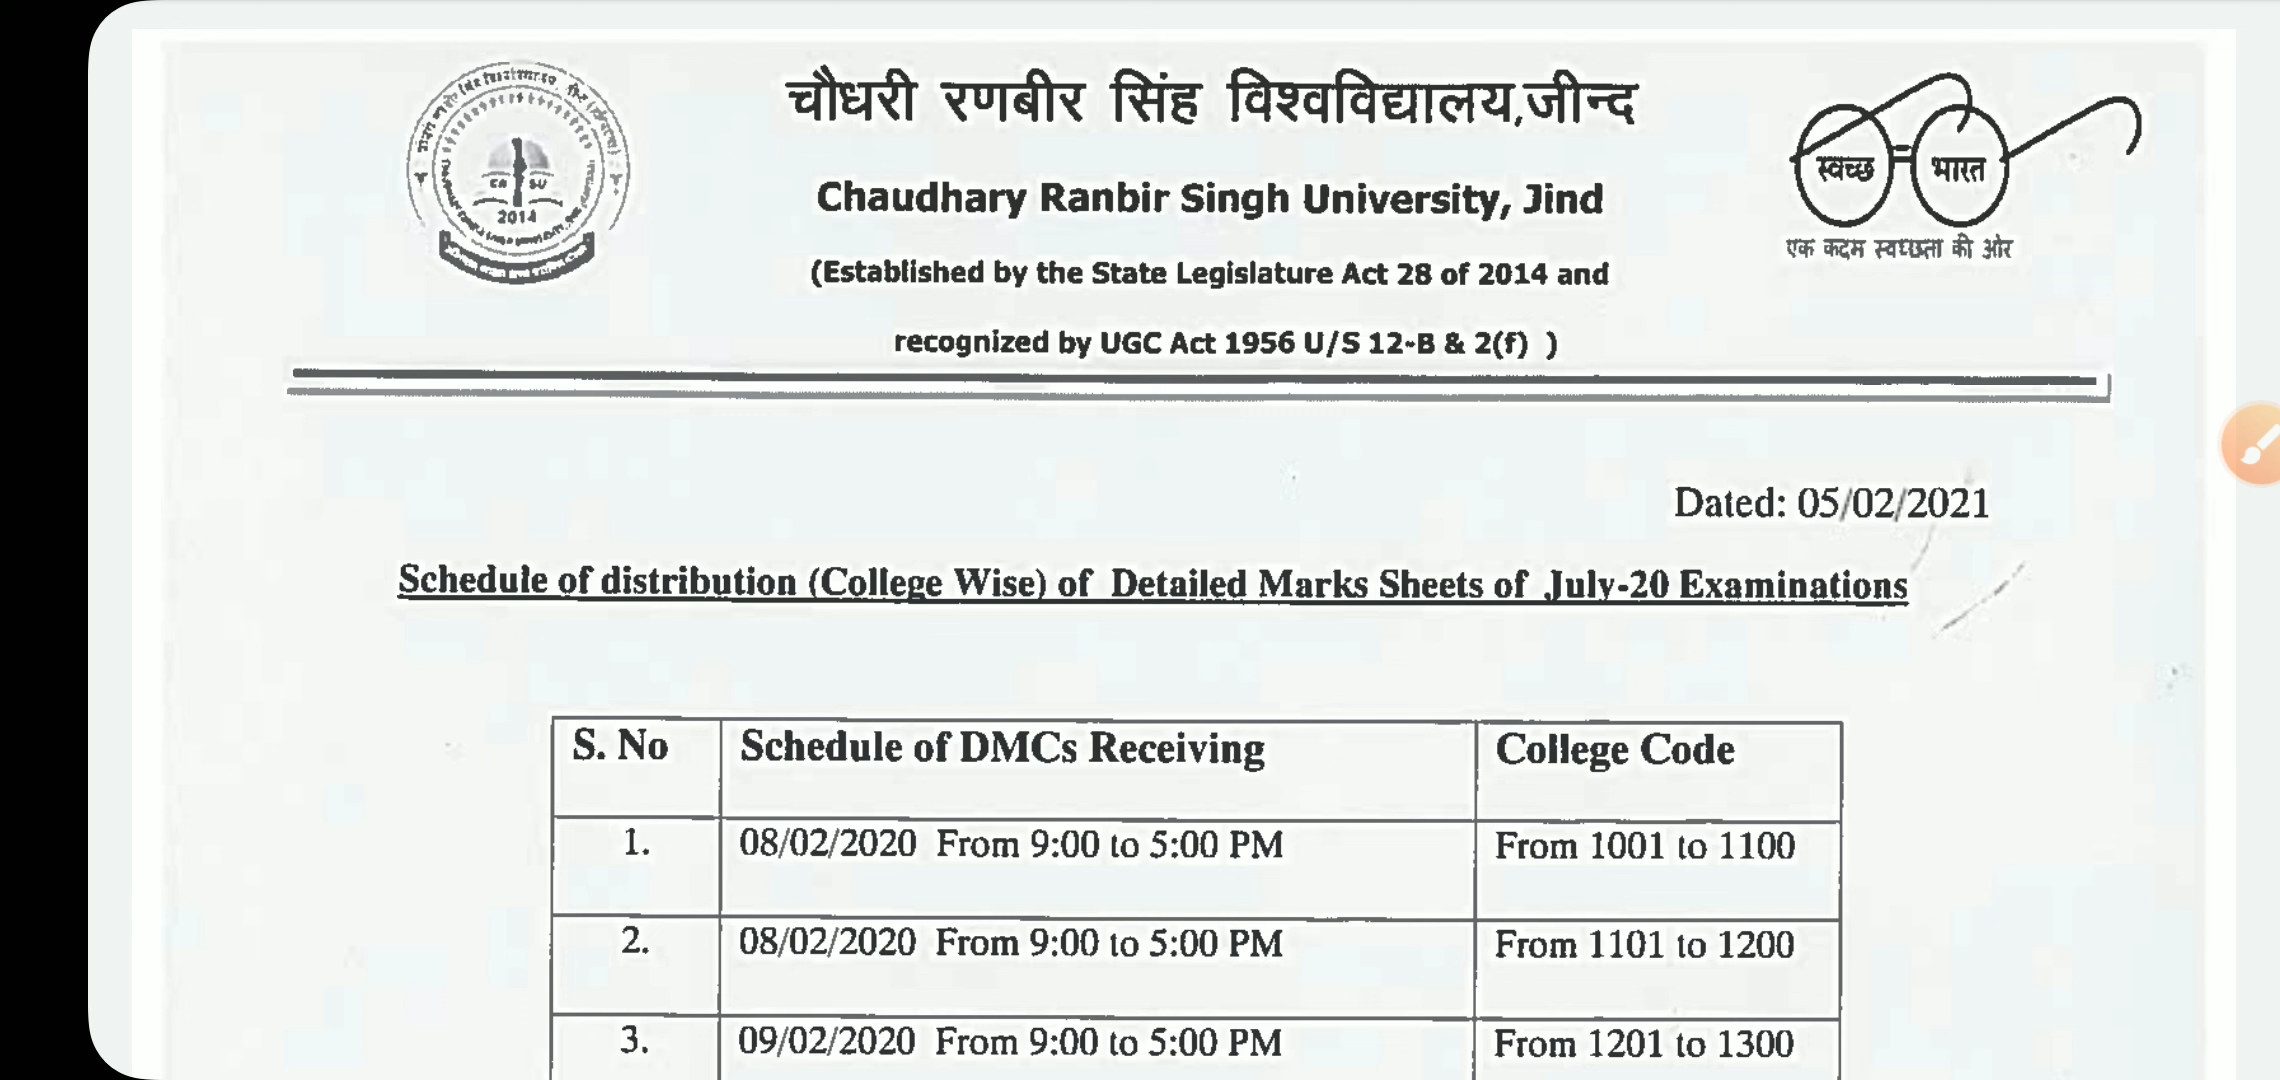 चौधरी रणबीर सिंह विश्वविद्यालय,जीन्द
Chaudhary Ranbir Singh University, Jind
(Established by the State Legislature Act 28 of 2014 and
recognized by UGC Act 1956 U/S 12-B & 2(f) )
2014
स्वच्छ भारत
एक कदम स्वच्छता की ओर
Dated: 05/02/2021
Schedule of distribution (College Wise) of Detailed Marks Sheets of July-20 Examinations
S. No Schedule of DMCs Receiving College Code
1. 08/02/2020 From 9:00 to 5:00 PM From 1001 to 1100
2. 08/02/2020 From 9:00 to 5:00 PM From 1101 to 1200
3. 09/02/2020 From 9:00 to 5:00 PM From 1201 to 1300